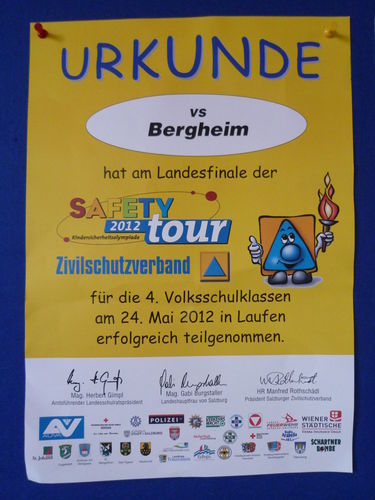 URKUNDE
vs
Bergheim
hat am Landesfinale der
SAFETY
2012
Kindersicherheitsolympiade
tour
Zivilschutzverband
für die 4. Volksschulklassen
am 24. Mai 2012 in Laufen
erfolgreich teilgenommen.
Mag. Herbert Gimpl
Amtsführender Landesschulratspräsident
Mag. Gabi Burgstaller
Landeshauptfrau von Salzburg
HR Manfred Rothschädl
Präsident Salzburger Zivilschutzverband
AUVA
POLIZEI
WIENER
STÄDTISCHE
SCHARTNER
BOMBE